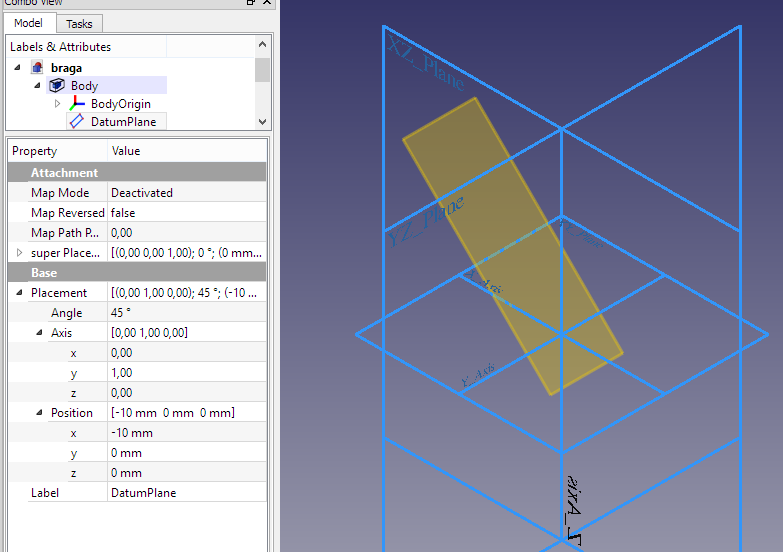 Combo View
Model Tasks
Labels & Attributes
braga
Body
BodyOrigin
DatumPlane
Property Value
Attachment
Map Mode Deactivated
Map Reversed false
Map Path P... 0,00
super Place... [(0,00 0,00 1,00); 0 °; (0 mm...
Base
Placement [(0,00 1,00 0,00); 45 °; (-10 ...
Angle 45 °
Axis [0,00 1,00 0,00]
x 0,00
y 1,00
z 0,00
Position [-10 mm 0 mm 0 mm]
x -10 mm
y 0 mm
z 0 mm
Label DatumPlane
XZ_Plane
YZ_Plane
X_Axis
Y_Axis
Z_Axis